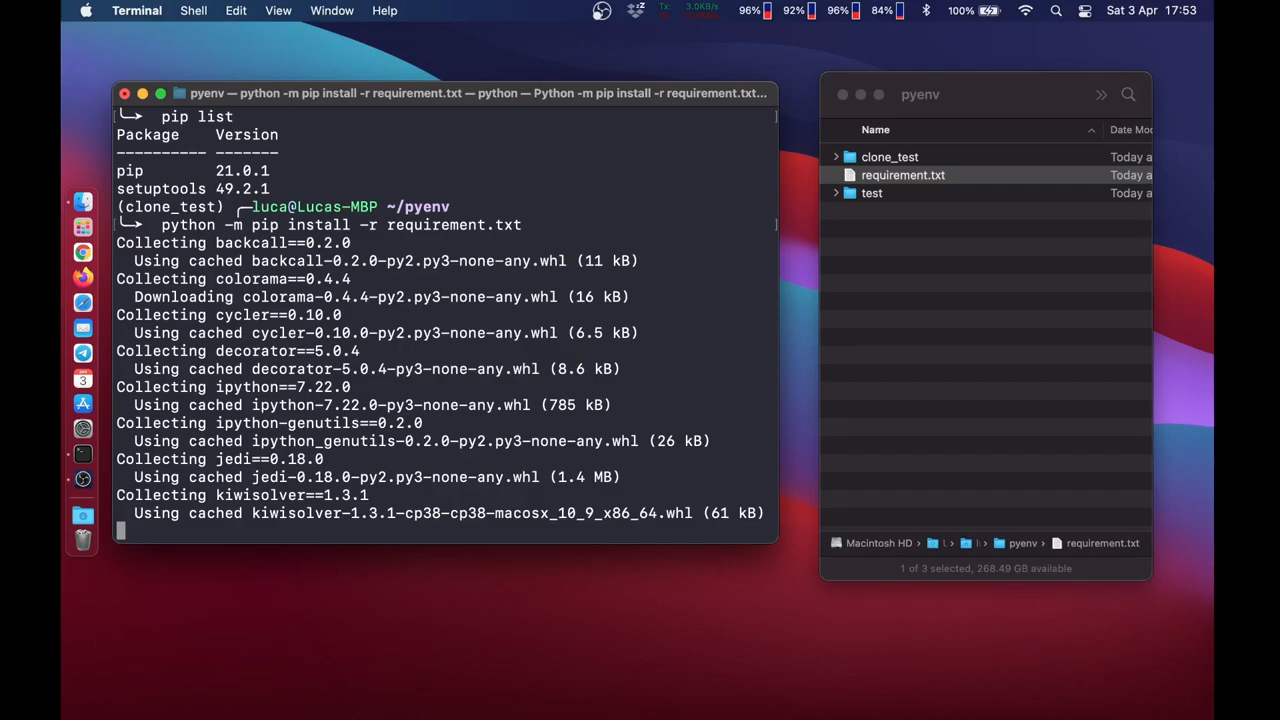 Terminal Shell Edit View Window Help
Tx: 3.0KB/s
96% 92% 96% 84% 100% Sat 3 Apr 17:53
pyenv — python -m pip install -r requirement.txt — python — Python -m pip install -r requirement.txt...
pip list
Package Version
---------- -------
pip 21.0.1
setuptools 49.2.1
(clone_test) ╭─luca@Lucas-MBP ~/pyenv
╰─➤ python -m pip install -r requirement.txt
Collecting backcall==0.2.0
Using cached backcall-0.2.0-py2.py3-none-any.whl (11 kB)
Collecting colorama==0.4.4
Downloading colorama-0.4.4-py2.py3-none-any.whl (16 kB)
Collecting cycler==0.10.0
Using cached cycler-0.10.0-py2.py3-none-any.whl (6.5 kB)
Collecting decorator==5.0.4
Using cached decorator-5.0.4-py3-none-any.whl (8.6 kB)
Collecting ipython==7.22.0
Using cached ipython-7.22.0-py3-none-any.whl (785 kB)
Collecting ipython-genutils==0.2.0
Using cached ipython_genutils-0.2.0-py2.py3-none-any.whl (26 kB)
Collecting jedi==0.18.0
Using cached jedi-0.18.0-py2.py3-none-any.whl (1.4 MB)
Collecting kiwisolver==1.3.1
Using cached kiwisolver-1.3.1-cp38-cp38-macosx_10_9_x86_64.whl (61 kB)
pyenv
Name Date Mod
clone_test Today a
requirement.txt Today a
test Today a
Macintosh HD › › › pyenv › requirement.txt
1 of 3 selected, 268.49 GB available
3